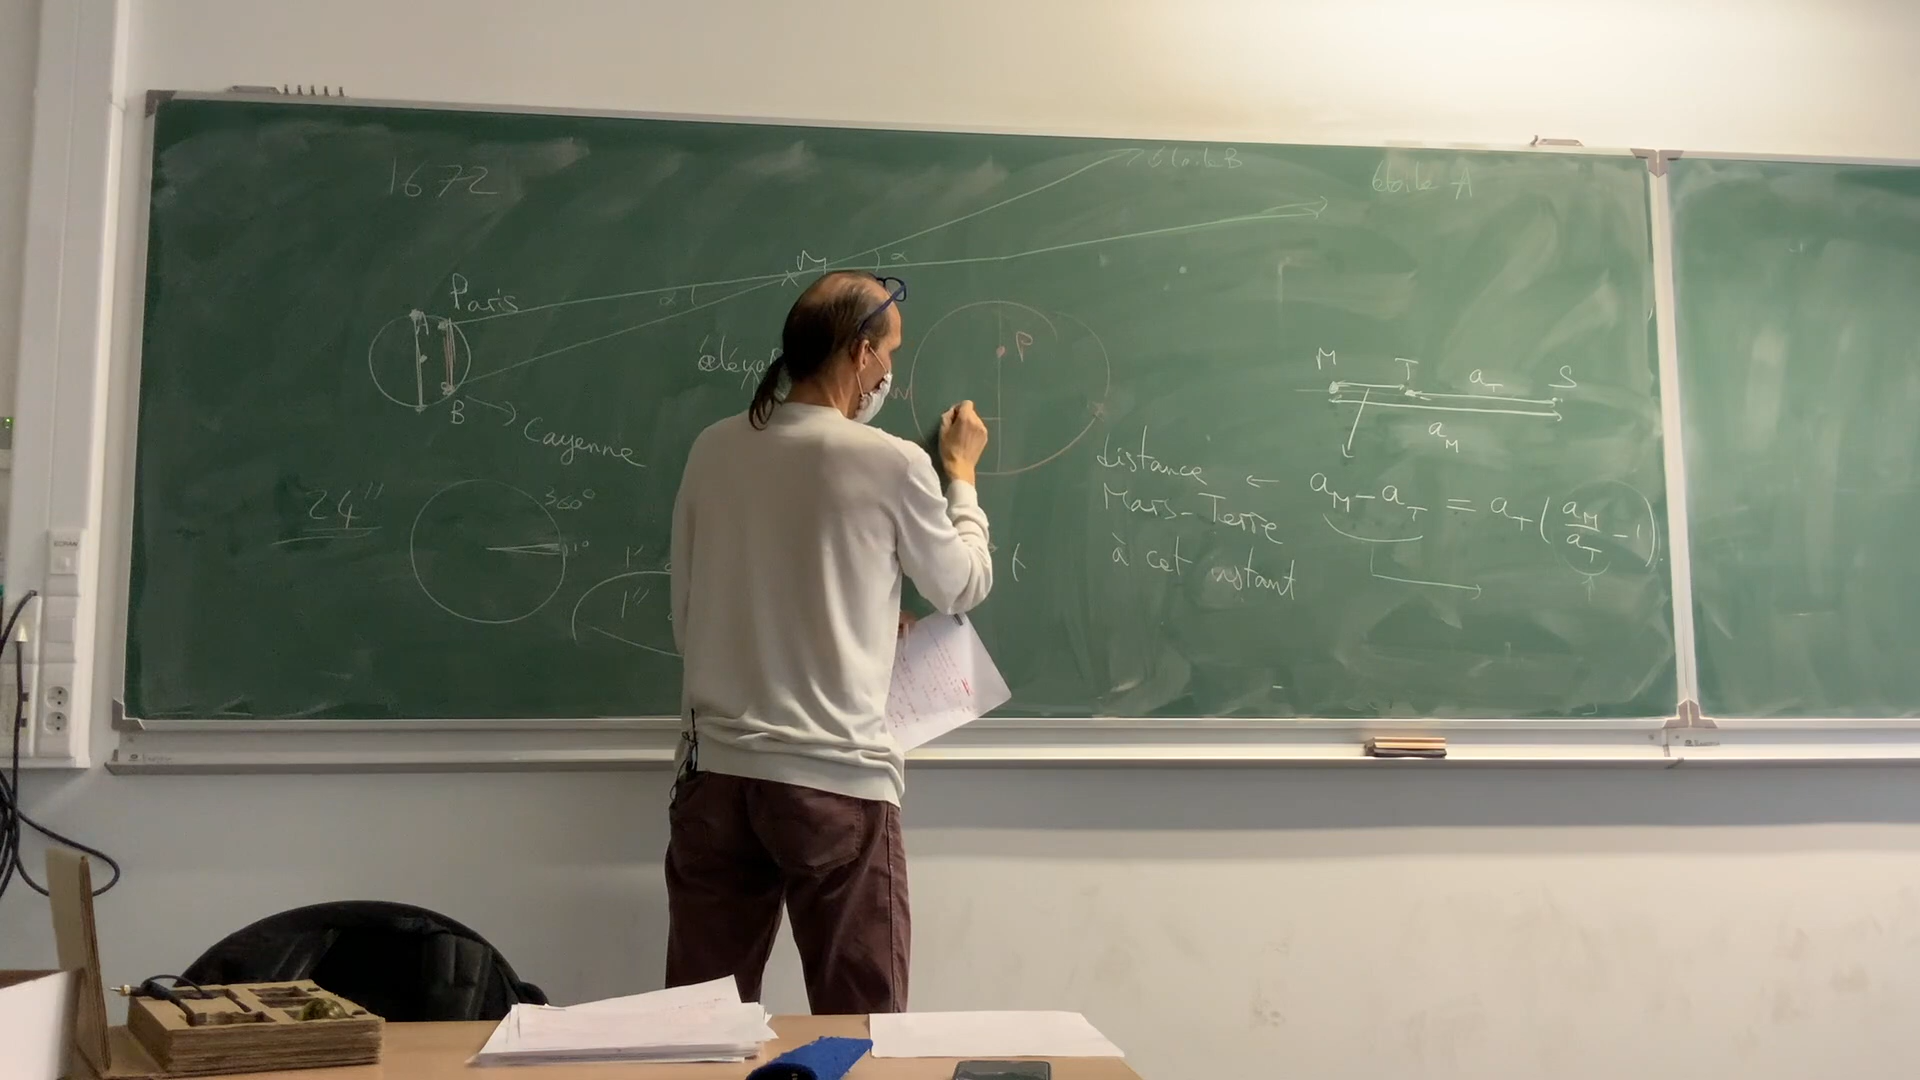 1672
étoile B
étoile A
M
α
α
Paris
A
B
Cayenne
P
M T a_T S
a_M
distance ← a_M - a_T = a_T (a_M/a_T - 1)
Mars-Terre
à cet instant
24"
360°
1°
1'
1"